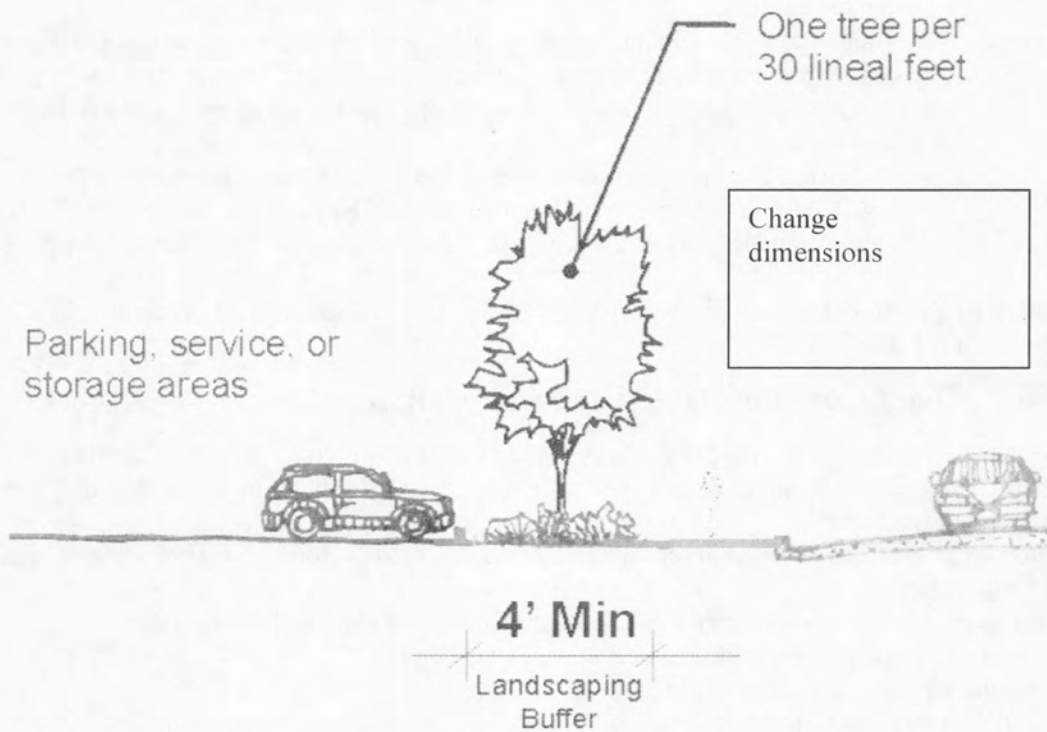 One tree per
30 lineal feet
Change
dimensions
Parking, service, or
storage areas
4' Min
Landscaping
Buffer